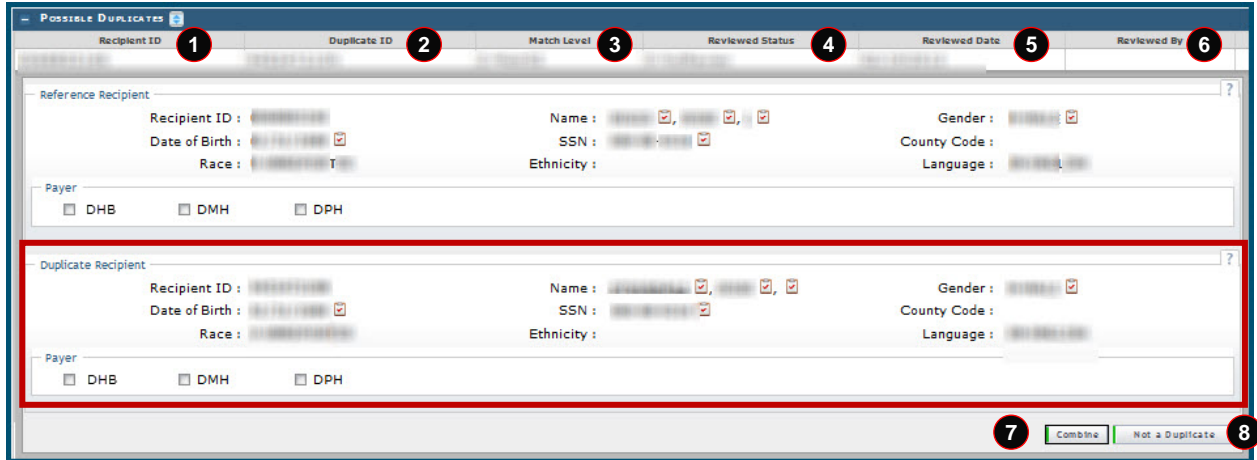 – POSSIBLE DUPLICATES
Recipient ID 1 Duplicate ID 2 Match Level 3 Reviewed Status 4 Reviewed Date 5 Reviewed By 6
Reference Recipient ?
Recipient ID : Name : , , Gender :
Date of Birth : SSN : - County Code :
Race : T Ethnicity : Language :
Payer
DHB DMH DPH
Duplicate Recipient ?
Recipient ID : Name : , , Gender :
Date of Birth : SSN : County Code :
Race : Ethnicity : Language :
Payer
DHB DMH DPH
7 Combine Not a Duplicate 8